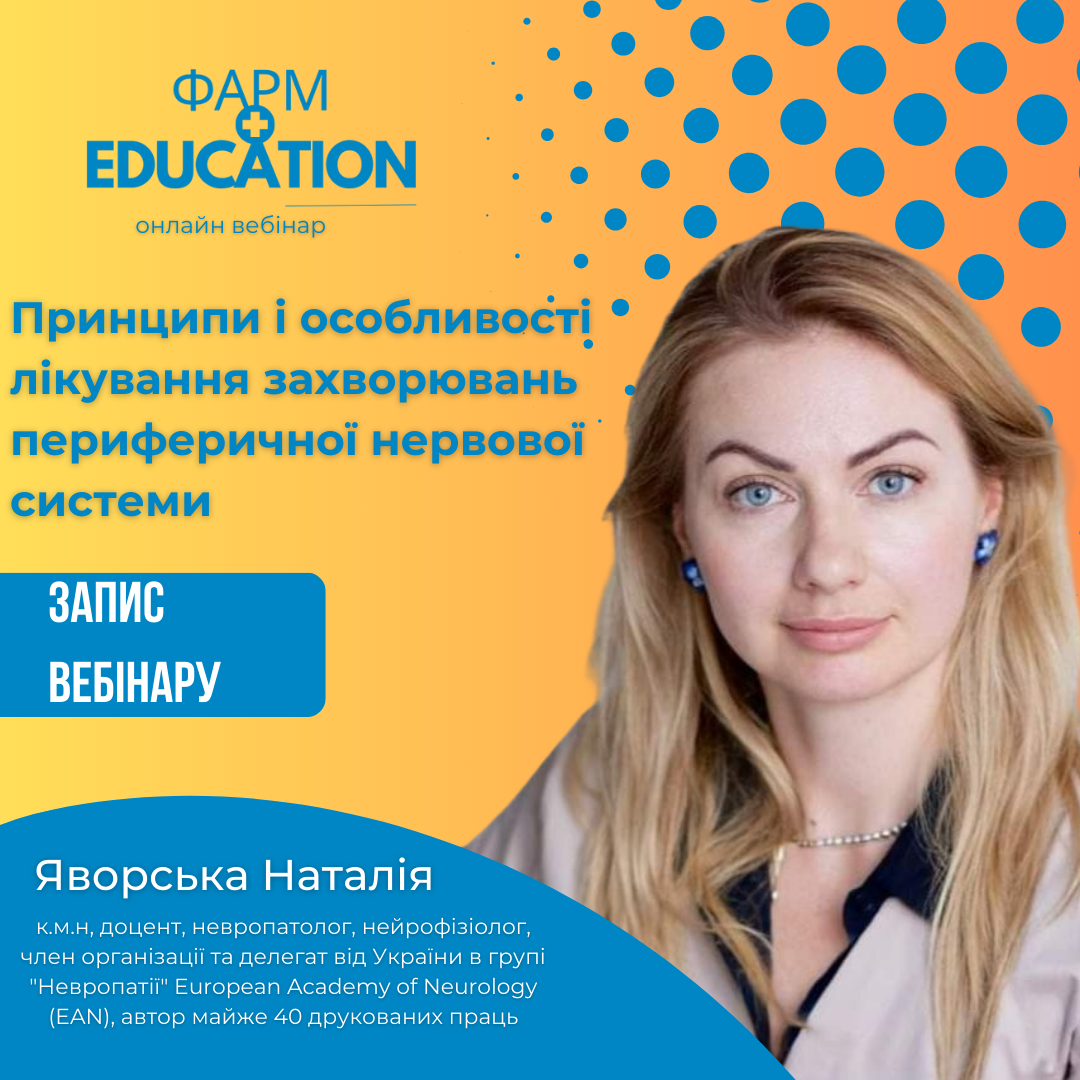 ФАРМ
EDUCATION
онлайн вебінар
Принципи і особливості
лікування захворювань
периферичної нервової
системи
ЗАПИС
ВЕБІНАРУ
Яворська Наталія
к.м.н, доцент, невропатолог, нейрофізіолог,
член організації та делегат від України в групі
"Невропатії" European Academy of Neurology
(EAN), автор майже 40 друкованих праць